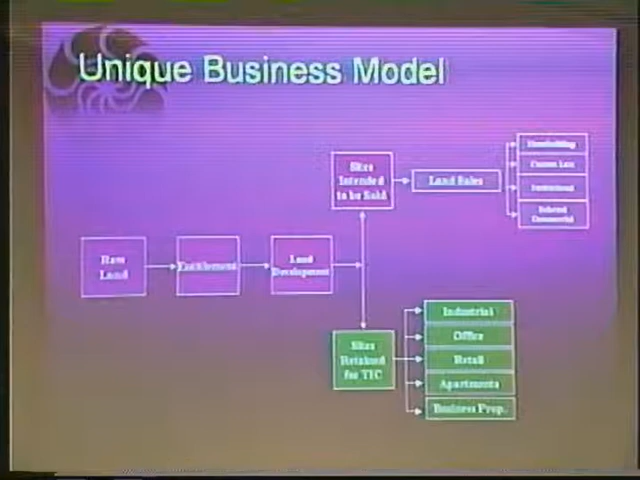 Unique Business Model
Sites
Intended
to be Sold
Land Sales
Homebuilding
Custom Lots
Institutional
Selected
Commercial
Raw
Land
Entitlement
Land
Development
Sites
Retained
for TIC
Industrial
Office
Retail
Apartments
Business Prop.